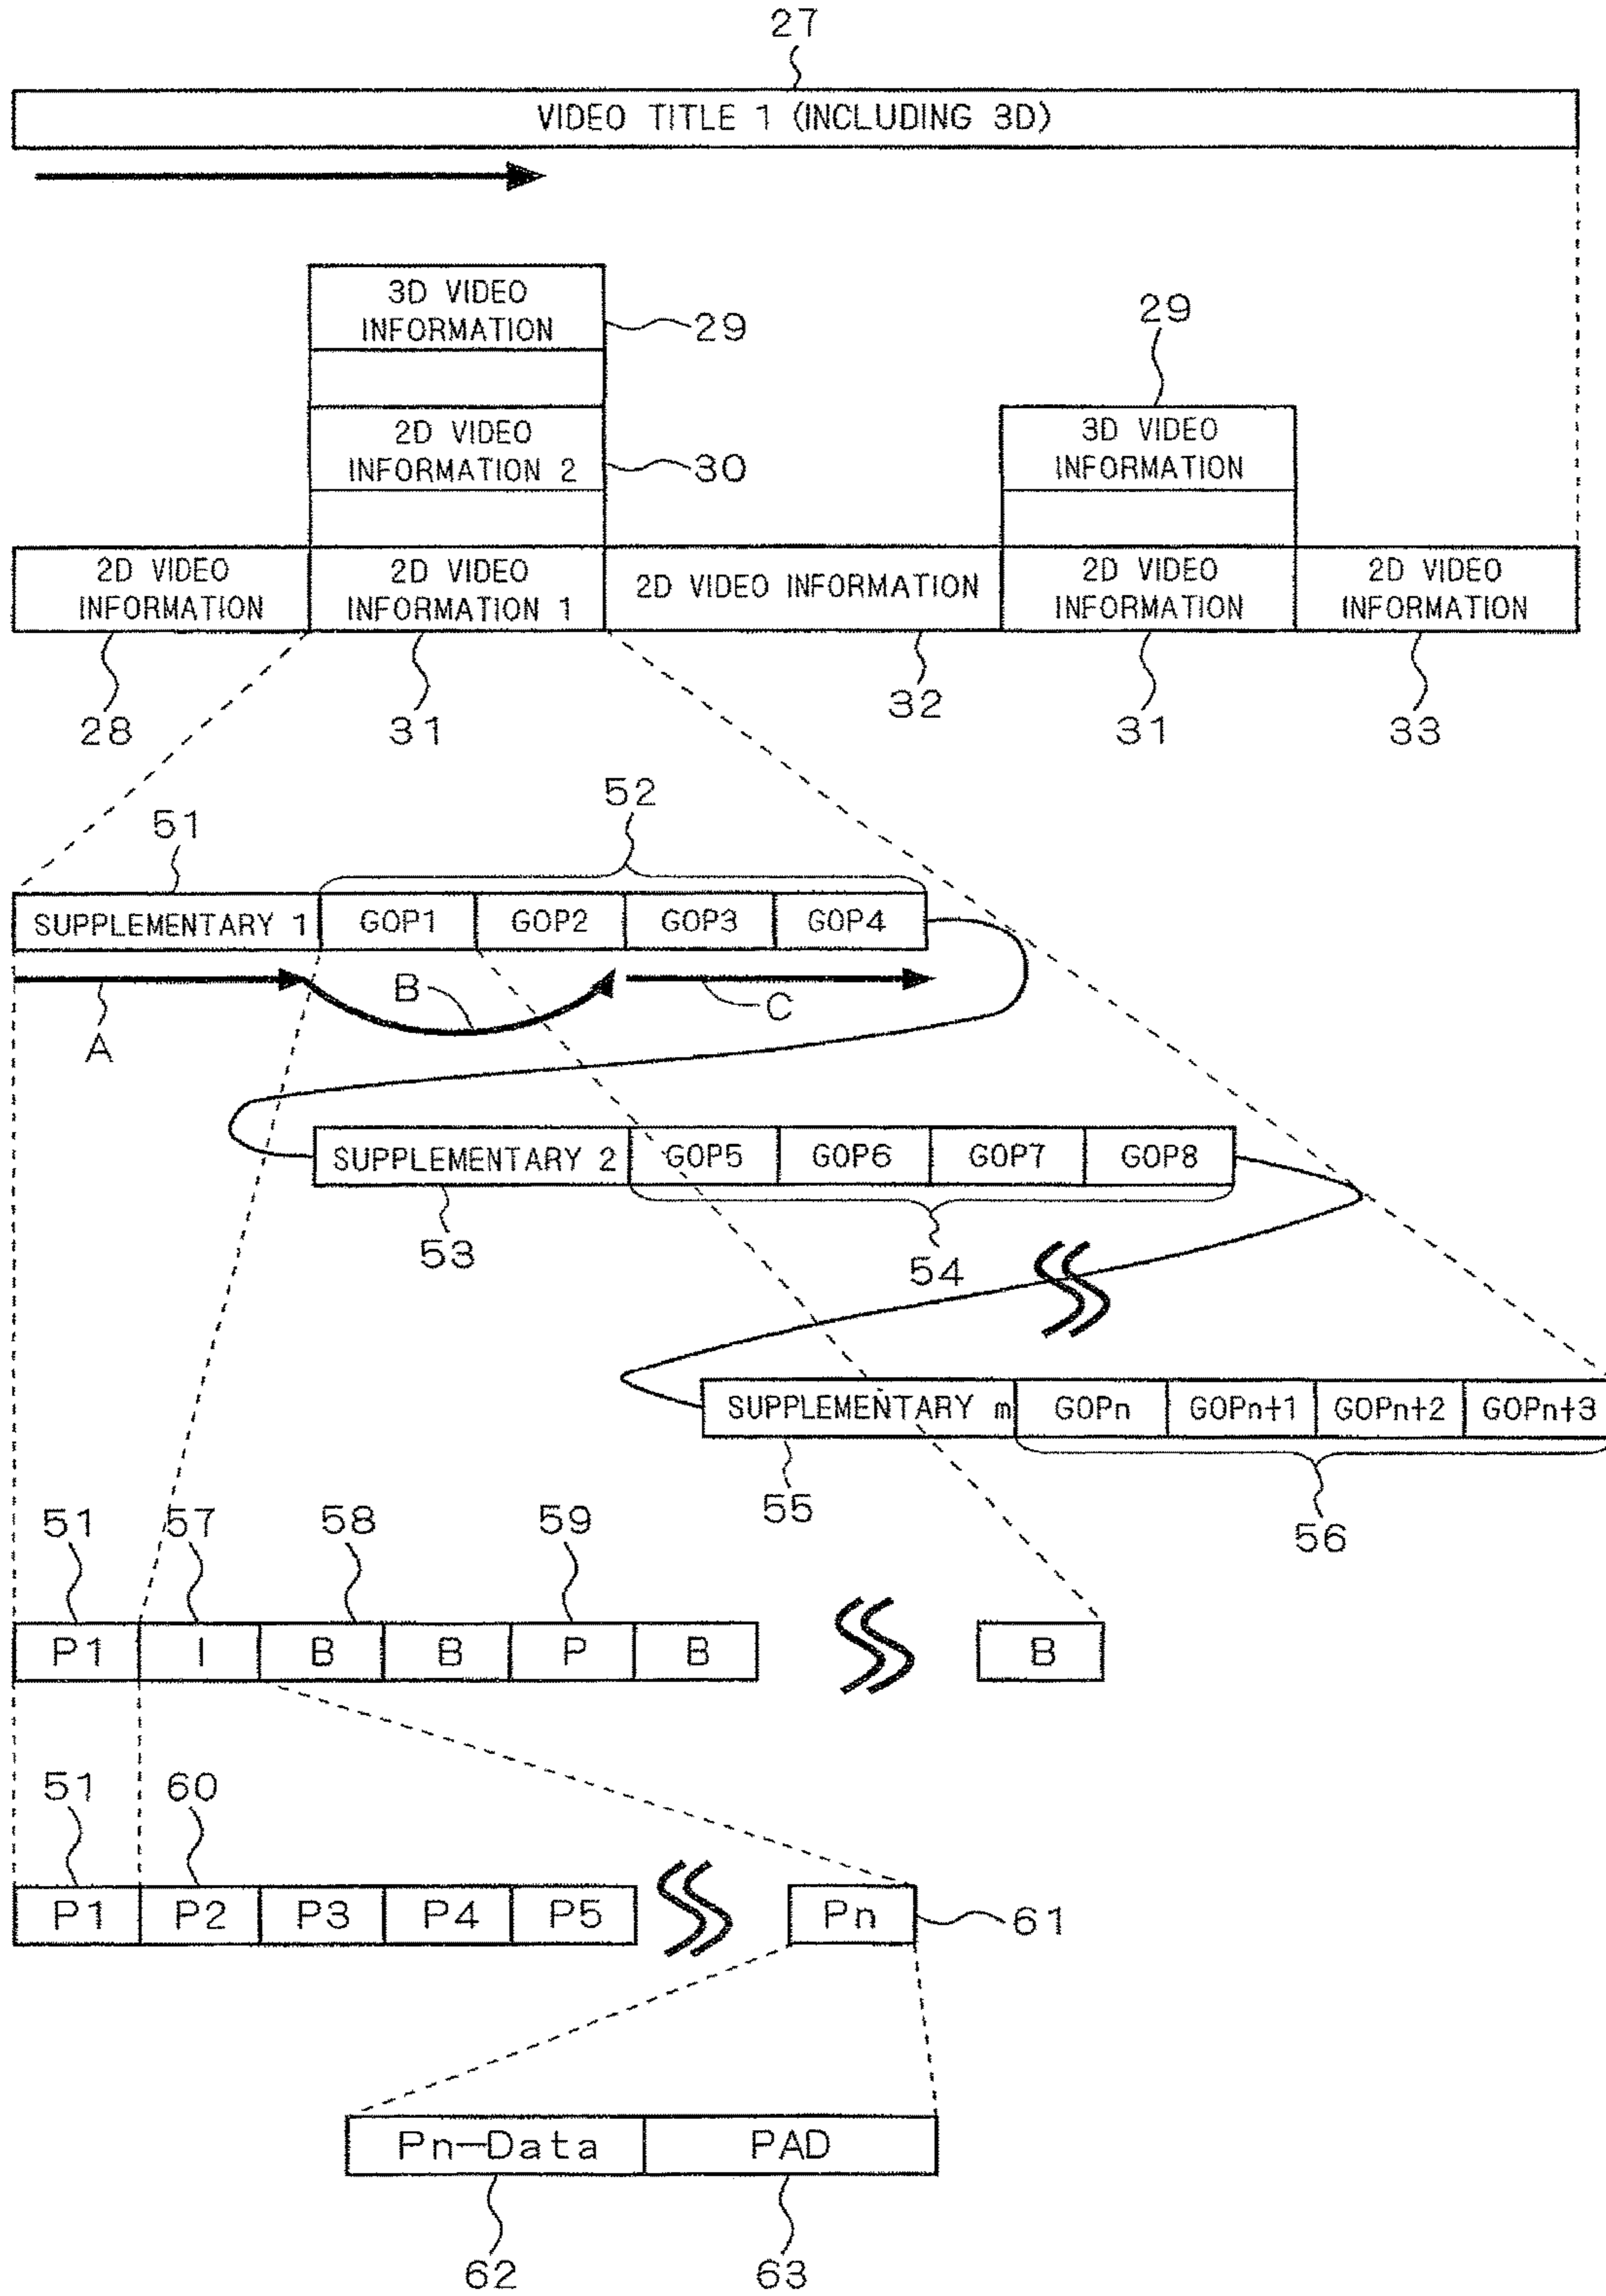 27
VIDEO TITLE 1 (INCLUDING 3D)
3D VIDEO
INFORMATION
29
29
2D VIDEO
INFORMATION 2
30
3D VIDEO
INFORMATION
2D VIDEO
INFORMATION
2D VIDEO
INFORMATION 1
2D VIDEO INFORMATION
2D VIDEO
INFORMATION
2D VIDEO
INFORMATION
28
31
32
31
33
52
51
SUPPLEMENTARY 1
GOP1
GOP2
GOP3
GOP4
A
B
C
SUPPLEMENTARY 2
GOP5
GOP6
GOP7
GOP8
53
54
SUPPLEMENTARY m
GOPn
GOPn+1
GOPn+2
GOPn+3
55
56
51
57
58
59
P1
I
B
B
P
B
B
51
60
P1
P2
P3
P4
P5
Pn
61
Pn-Data
PAD
62
63